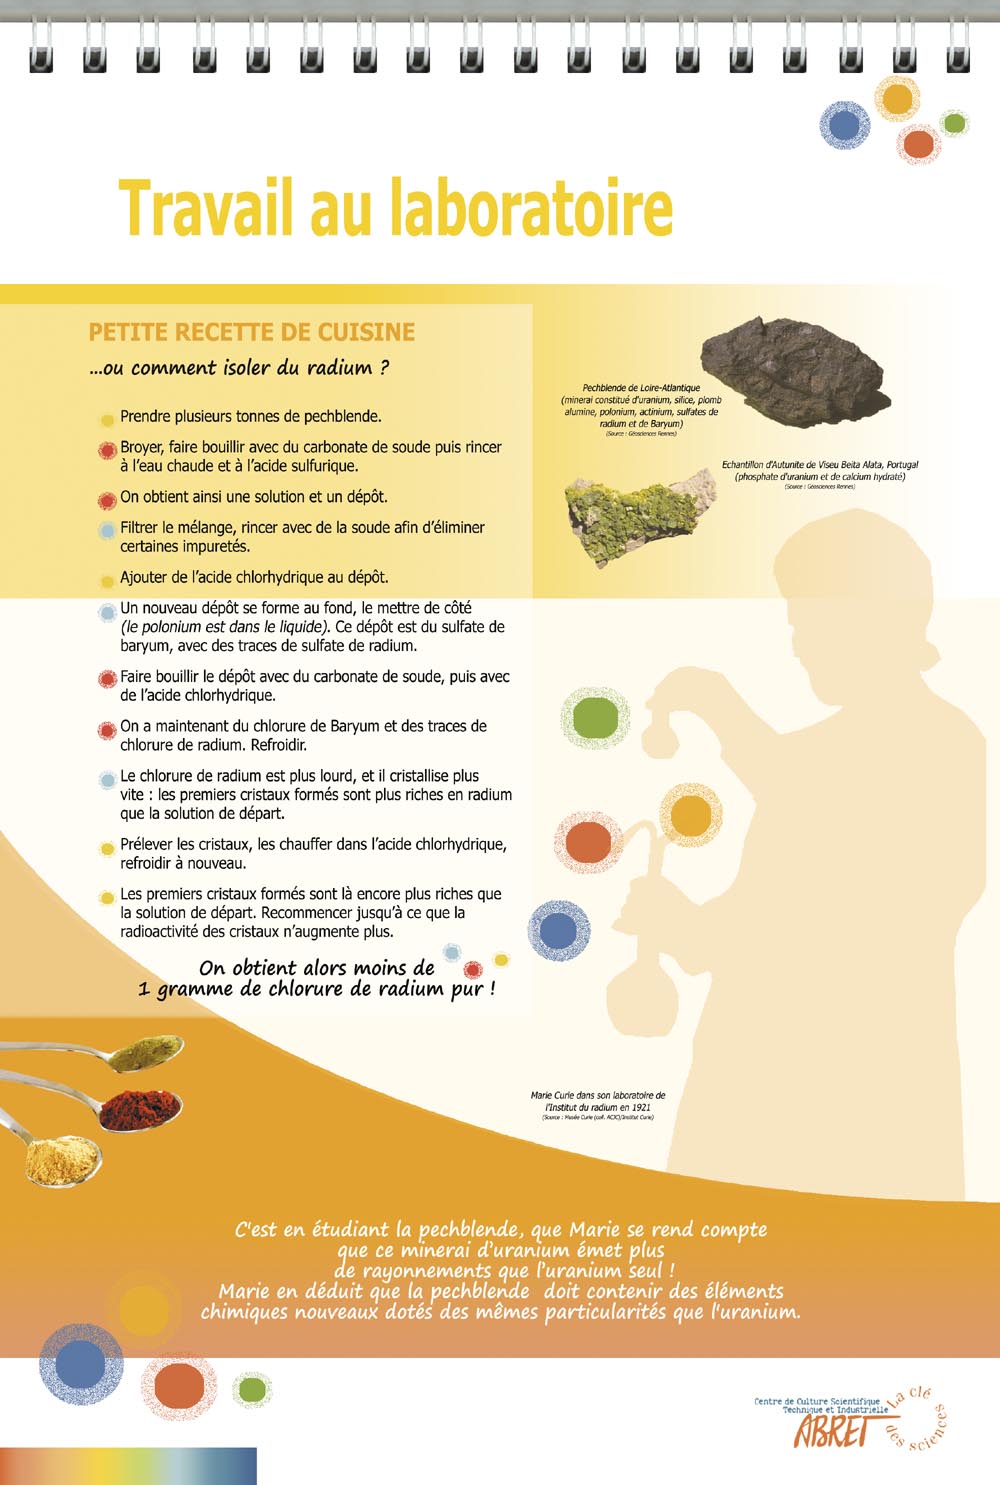 Travail au laboratoire
PETITE RECETTE DE CUISINE
...ou comment isoler du radium ?
Prendre plusieurs tonnes de pechblende.
Broyer, faire bouillir avec du carbonate de soude puis rincer
à l'eau chaude et à l'acide sulfurique.
On obtient ainsi une solution et un dépôt.
Filtrer le mélange, rincer avec de la soude afin d'éliminer
certaines impuretés.
Ajouter de l'acide chlorhydrique au dépôt.
Un nouveau dépôt se forme au fond, le mettre de côté
(le polonium est dans le liquide). Ce dépôt est du sulfate de
baryum, avec des traces de sulfate de radium.
Faire bouillir le dépôt avec du carbonate de soude, puis avec
de l'acide chlorhydrique.
On a maintenant du chlorure de Baryum et des traces de
chlorure de radium. Refroidir.
Le chlorure de radium est plus lourd, et il cristallise plus
vite : les premiers cristaux formés sont plus riches en radium
que la solution de départ.
Prélever les cristaux, les chauffer dans l'acide chlorhydrique,
refroidir à nouveau.
Les premiers cristaux formés sont là encore plus riches que
la solution de départ. Recommencer jusqu'à ce que la
radioactivité des cristaux n'augmente plus.
On obtient alors moins de
1 gramme de chlorure de radium pur !
Pechblende de Loire-Atlantique
(minerai constitué d'uranium, silice, plomb
alumine, polonium, actinium, sulfates de
radium et de Baryum)
(Source : Géosciences Rennes)
Echantillon d'Autunite de Viseu Beita Alata, Portugal
(phosphate d'uranium et de calcium hydraté)
(Source : Géosciences Rennes)
Marie Curie dans son laboratoire de
l'Institut du radium en 1921
(Source : Musée Curie (coll. ACJC)/Institut Curie)
C'est en étudiant la pechblende, que Marie se rend compte
que ce minerai d'uranium émet plus
de rayonnements que l'uranium seul !
Marie en déduit que la pechblende doit contenir des éléments
chimiques nouveaux dotés des mêmes particularités que l'uranium.
Centre de Culture Scientifique
Technique et Industrielle
ABRET
La clé
des sciences